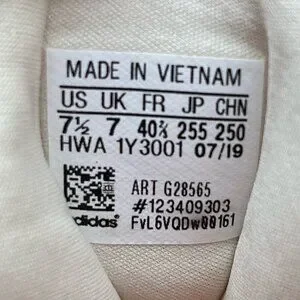 MADE IN VIETNAM
US UK FR JP CHN
7½ 7 40⅔ 255 250
HWA 1Y3001 07/19
ART G28565
#123409303
adidas FvL6VQDw00161